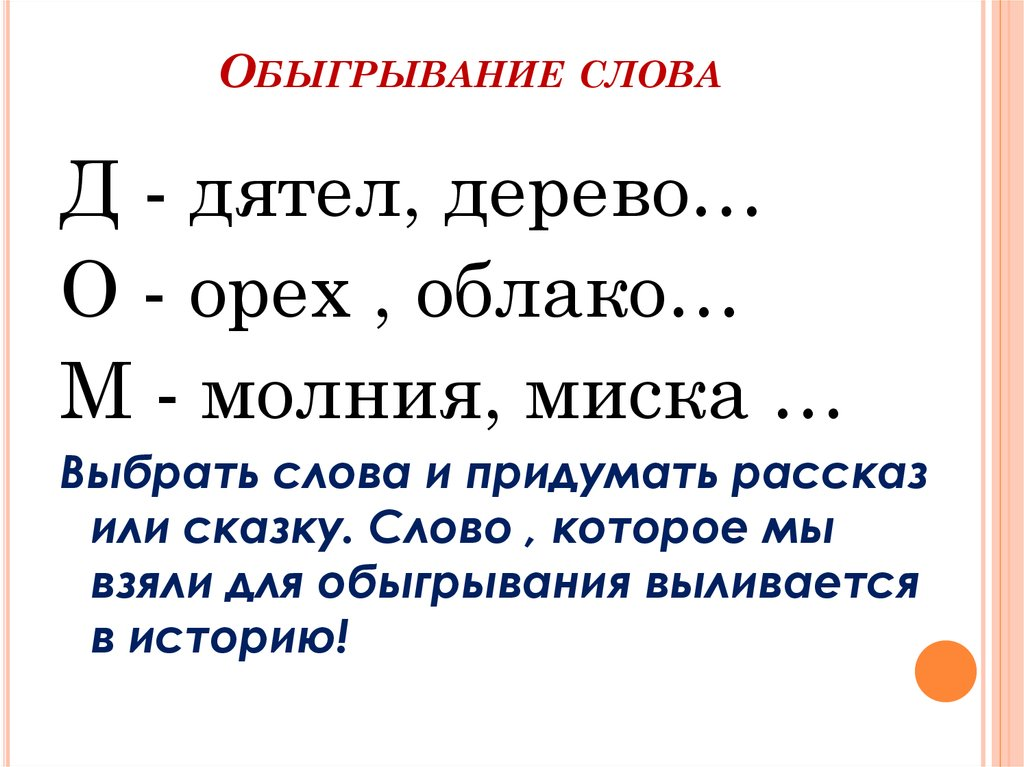 Обыгрывание слова
Д - дятел, дерево…
О - орех , облако…
М - молния, миска …
Выбрать слова и придумать рассказ
или сказку. Слово , которое мы
взяли для обыгрывания выливается
в историю!